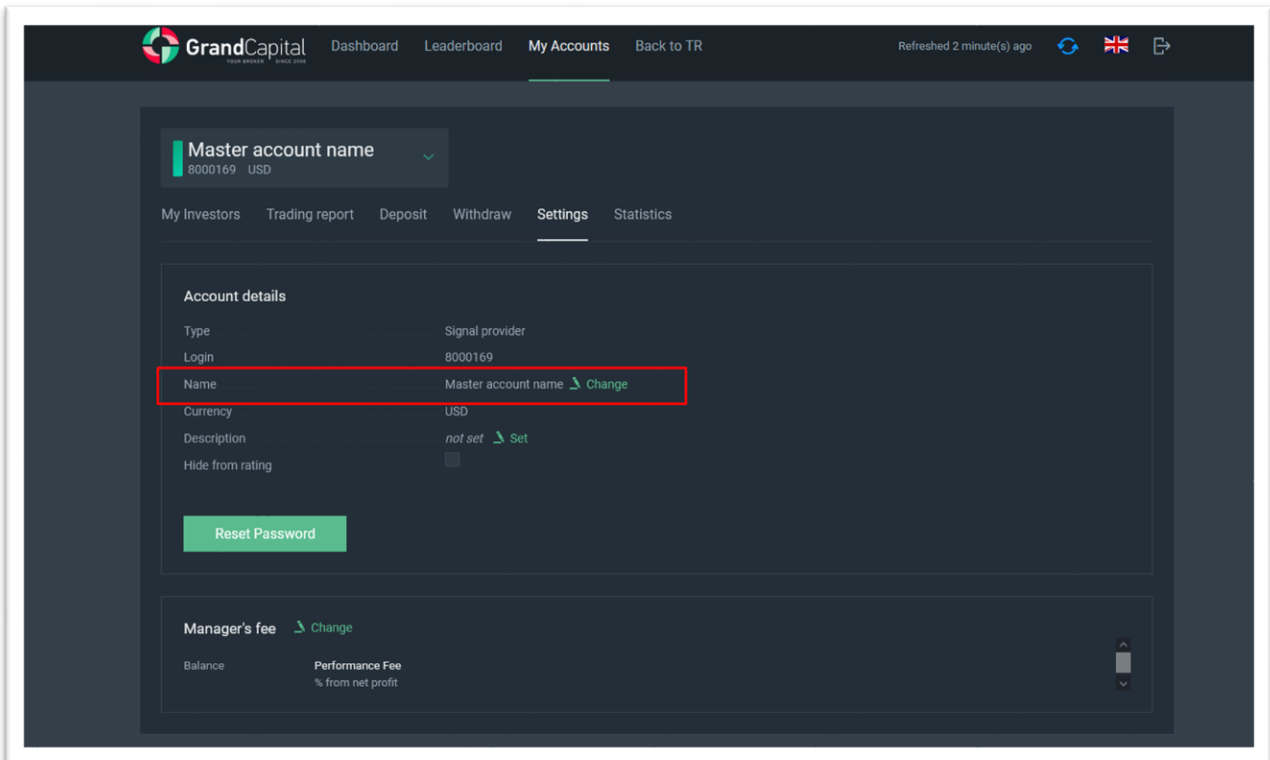 GrandCapital Dashboard Leaderboard My Accounts Back to TR Refreshed 2 minute(s) ago
YOUR BROKER SINCE 2006
Master account name
8000169 USD
My Investors Trading report Deposit Withdraw Settings Statistics
Account details
Type Signal provider
Login 8000169
Name Master account name Change
Currency USD
Description not set Set
Hide from rating
Reset Password
Manager's fee Change
Balance Performance Fee
% from net profit